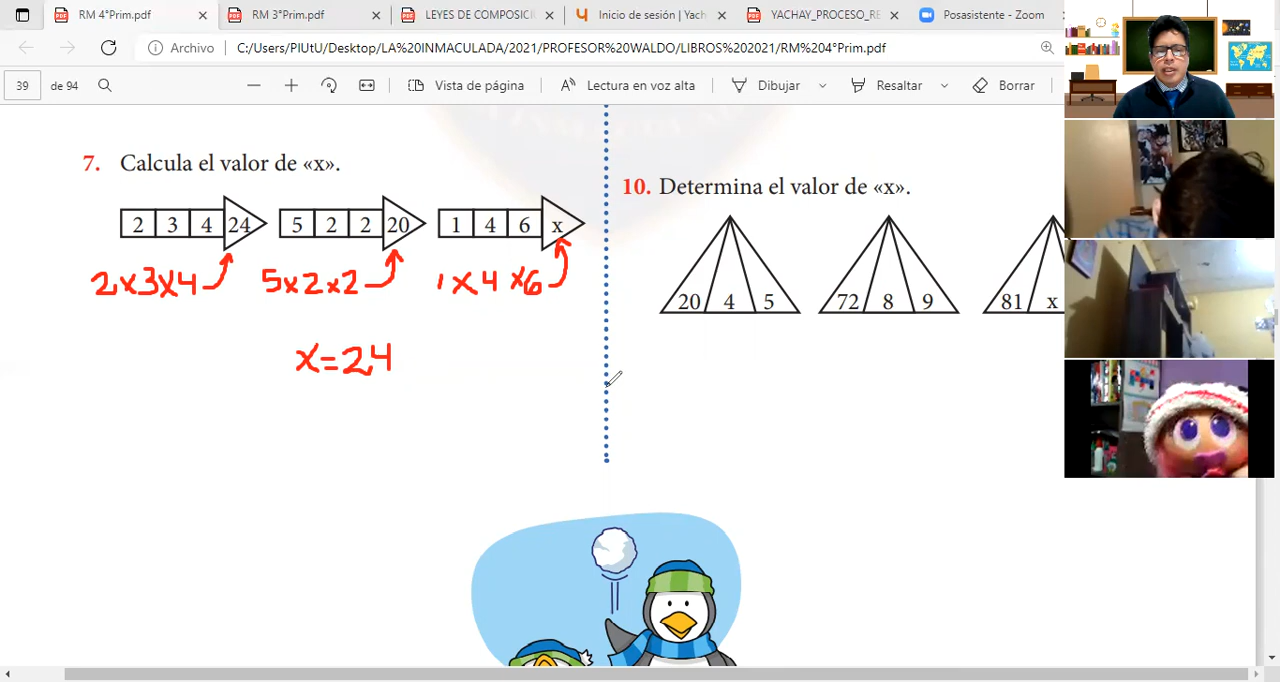 RM 4°Prim.pdf
RM 3°Prim.pdf
LEYES DE COMPOSICI
Inicio de sesión | Yach
YACHAY_PROCESO_RE
Posasistente - Zoom
Archivo
C:/Users/PIUtU/Desktop/LA%20INMACULADA/2021/PROFESOR%20WALDO/LIBROS%202021/RM%204°Prim.pdf
39 de 94
Vista de página
Lectura en voz alta
Dibujar
Resaltar
Borrar
7. Calcula el valor de «x».
2 3 4 24 5 2 2 20 1 4 6 x
2x3x4 5x2x2 1x4x6
x=24
10. Determina el valor de «x».
20 4 5 72 8 9 81 x